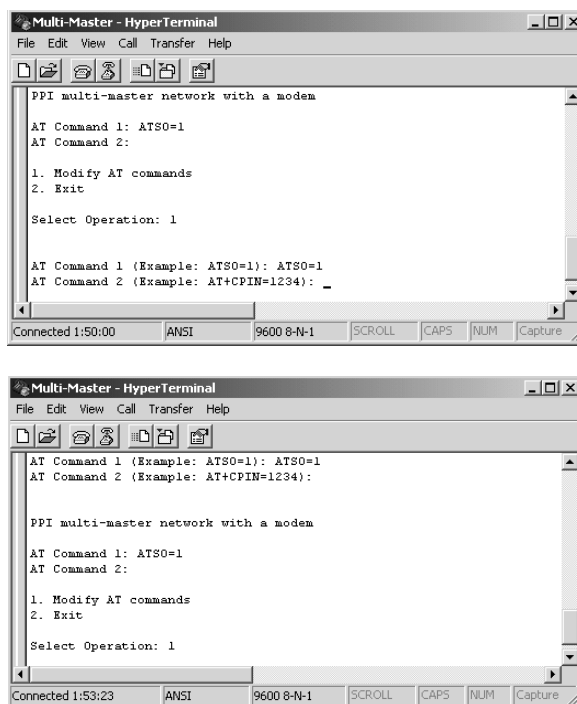 Multi-Master - HyperTerminal
File Edit View Call Transfer Help
PPI multi-master network with a modem
AT Command 1: ATS0=1
AT Command 2:
1. Modify AT commands
2. Exit
Select Operation: 1
AT Command 1 (Example: ATS0=1): ATS0=1
AT Command 2 (Example: AT+CPIN=1234): _
Connected 1:50:00 ANSI 9600 8-N-1 SCROLL CAPS NUM Capture
Multi-Master - HyperTerminal
File Edit View Call Transfer Help
AT Command 1 (Example: ATS0=1): ATS0=1
AT Command 2 (Example: AT+CPIN=1234):
PPI multi-master network with a modem
AT Command 1: ATS0=1
AT Command 2:
1. Modify AT commands
2. Exit
Select Operation: 1
Connected 1:53:23 ANSI 9600 8-N-1 SCROLL CAPS NUM Capture